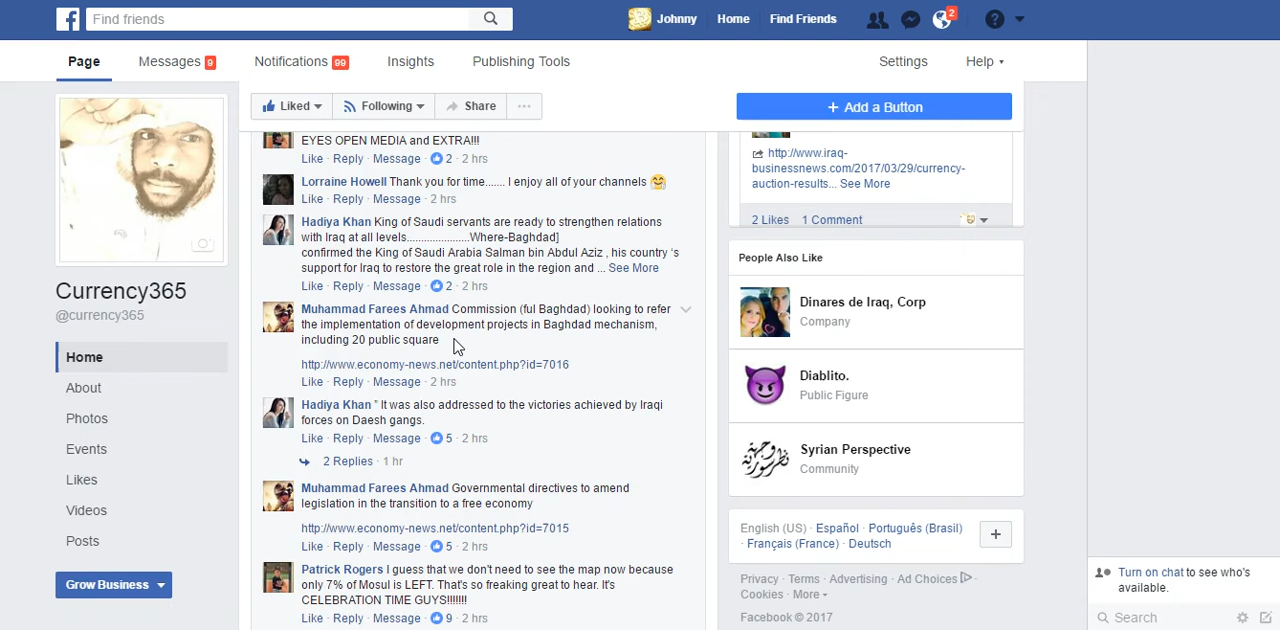 Find friends
Johnny
Home
Find Friends
2
Page
Messages 9
Notifications 99
Insights
Publishing Tools
Settings
Help
Liked
Following
Share
+ Add a Button
Currency365
@currency365
Home
About
Photos
Events
Likes
Videos
Posts
Grow Business
EYES OPEN MEDIA and EXTRA!!!
Like · Reply · Message · 2 · 2 hrs
Lorraine Howell Thank you for time....... I enjoy all of your channels 🤗
Like · Reply · Message · 2 hrs
Hadiya Khan King of Saudi servants are ready to strengthen relations
with Iraq at all levels......................Where-Baghdad]
confirmed the King of Saudi Arabia Salman bin Abdul Aziz , his country ‘s
support for Iraq to restore the great role in the region and ... See More
Like · Reply · Message · 2 · 2 hrs
Muhammad Farees Ahmad Commission (ful Baghdad) looking to refer
the implementation of development projects in Baghdad mechanism,
including 20 public square
http://www.economy-news.net/content.php?id=7016
Like · Reply · Message · 2 hrs
Hadiya Khan " It was also addressed to the victories achieved by Iraqi
forces on Daesh gangs.
Like · Reply · Message · 5 · 2 hrs
2 Replies · 1 hr
Muhammad Farees Ahmad Governmental directives to amend
legislation in the transition to a free economy
http://www.economy-news.net/content.php?id=7015
Like · Reply · Message · 5 · 2 hrs
Patrick Rogers I guess that we don't need to see the map now because
only 7% of Mosul is LEFT. That's so freaking great to hear. It's
CELEBRATION TIME GUYS!!!!!!!
Like · Reply · Message · 9 · 2 hrs
http://www.iraq-
businessnews.com/2017/03/29/currency-
auction-results... See More
2 Likes 1 Comment
People Also Like
Dinares de Iraq, Corp
Company
Diablito.
Public Figure
وجهة
نظر سورية
Syrian Perspective
Community
English (US) · Español · Português (Brasil)
· Français (France) · Deutsch
Privacy · Terms · Advertising · Ad Choices ·
Cookies · More
Facebook © 2017
Turn on chat to see who's
available.
Search